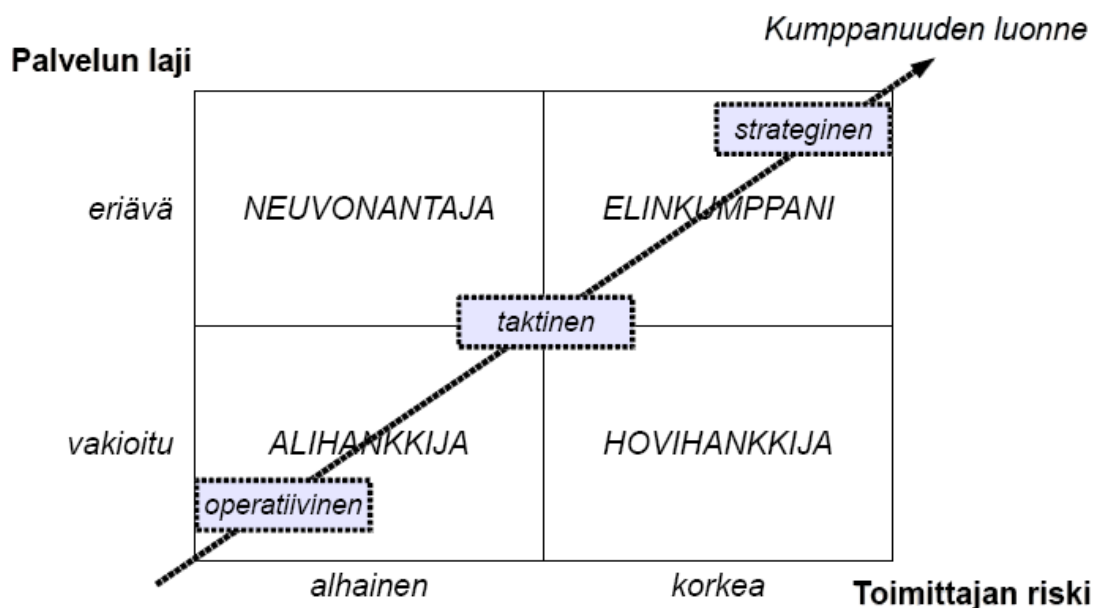 Kumppanuuden luonne
Palvelun laji
strateginen
eriävä
NEUVONANTAJA
ELINKUMPPANI
taktinen
vakioitu
ALIHANKKIJA
HOVIHANKKIJA
operatiivinen
alhainen
korkea
Toimittajan riski